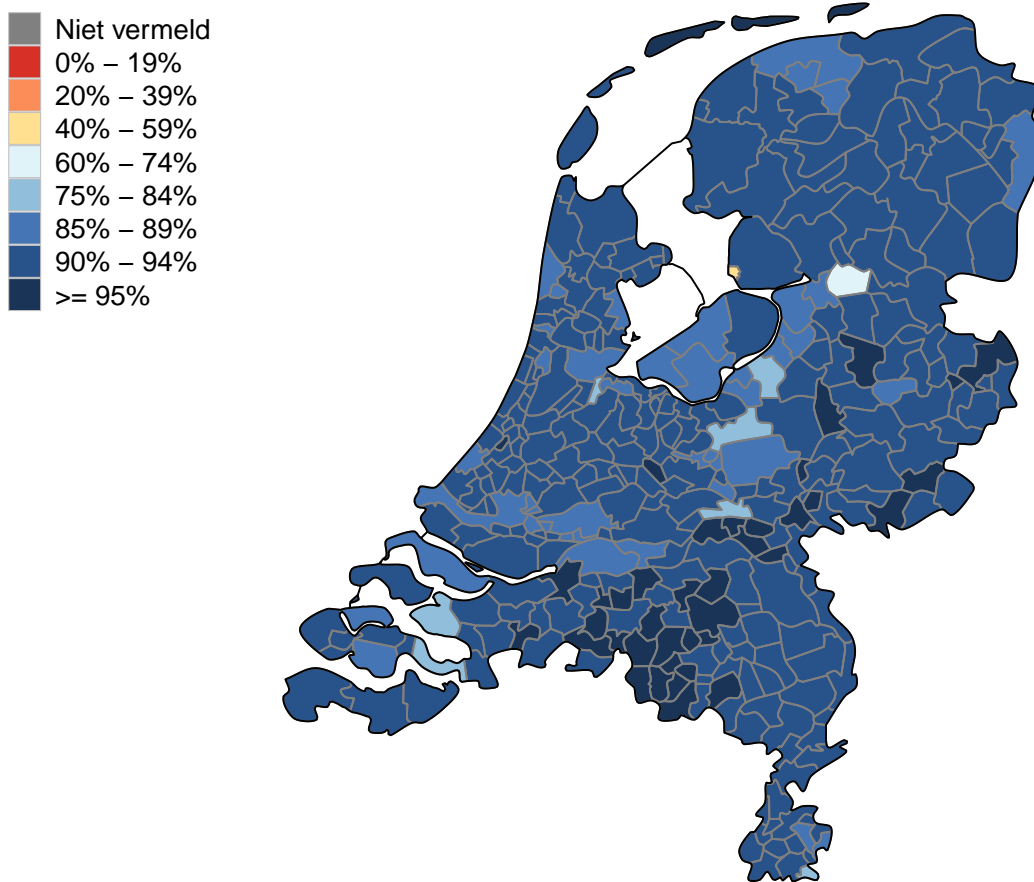 Niet vermeld
0% – 19%
20% – 39%
40% – 59%
60% – 74%
75% – 84%
85% – 89%
90% – 94%
>= 95%